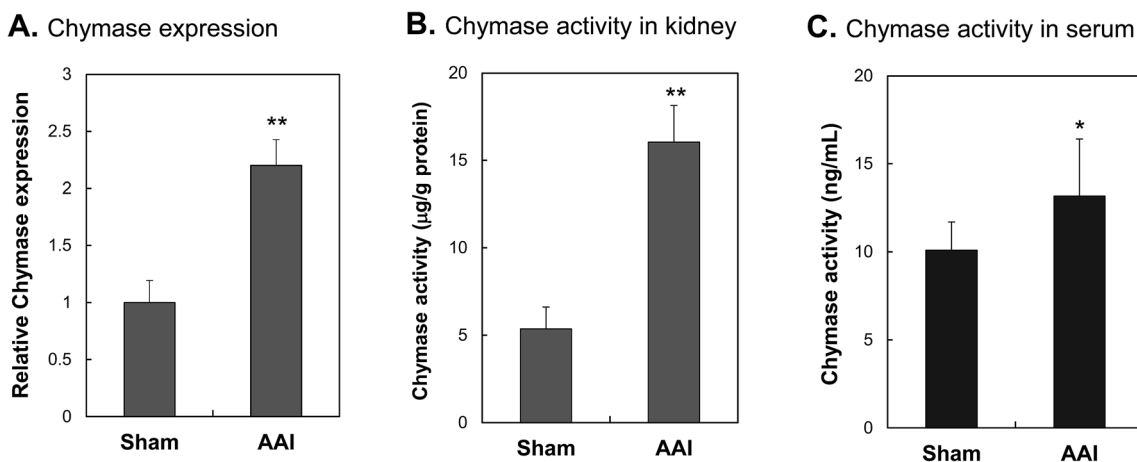 A. Chymase expression
Relative Chymase expression
3
2.5
2
1.5
1
0.5
0
**
Sham
AAI
B. Chymase activity in kidney
Chymase activity (µg/g protein)
20
15
10
5
0
**
Sham
AAI
C. Chymase activity in serum
Chymase activity (ng/mL)
20
15
10
5
0
*
Sham
AAI